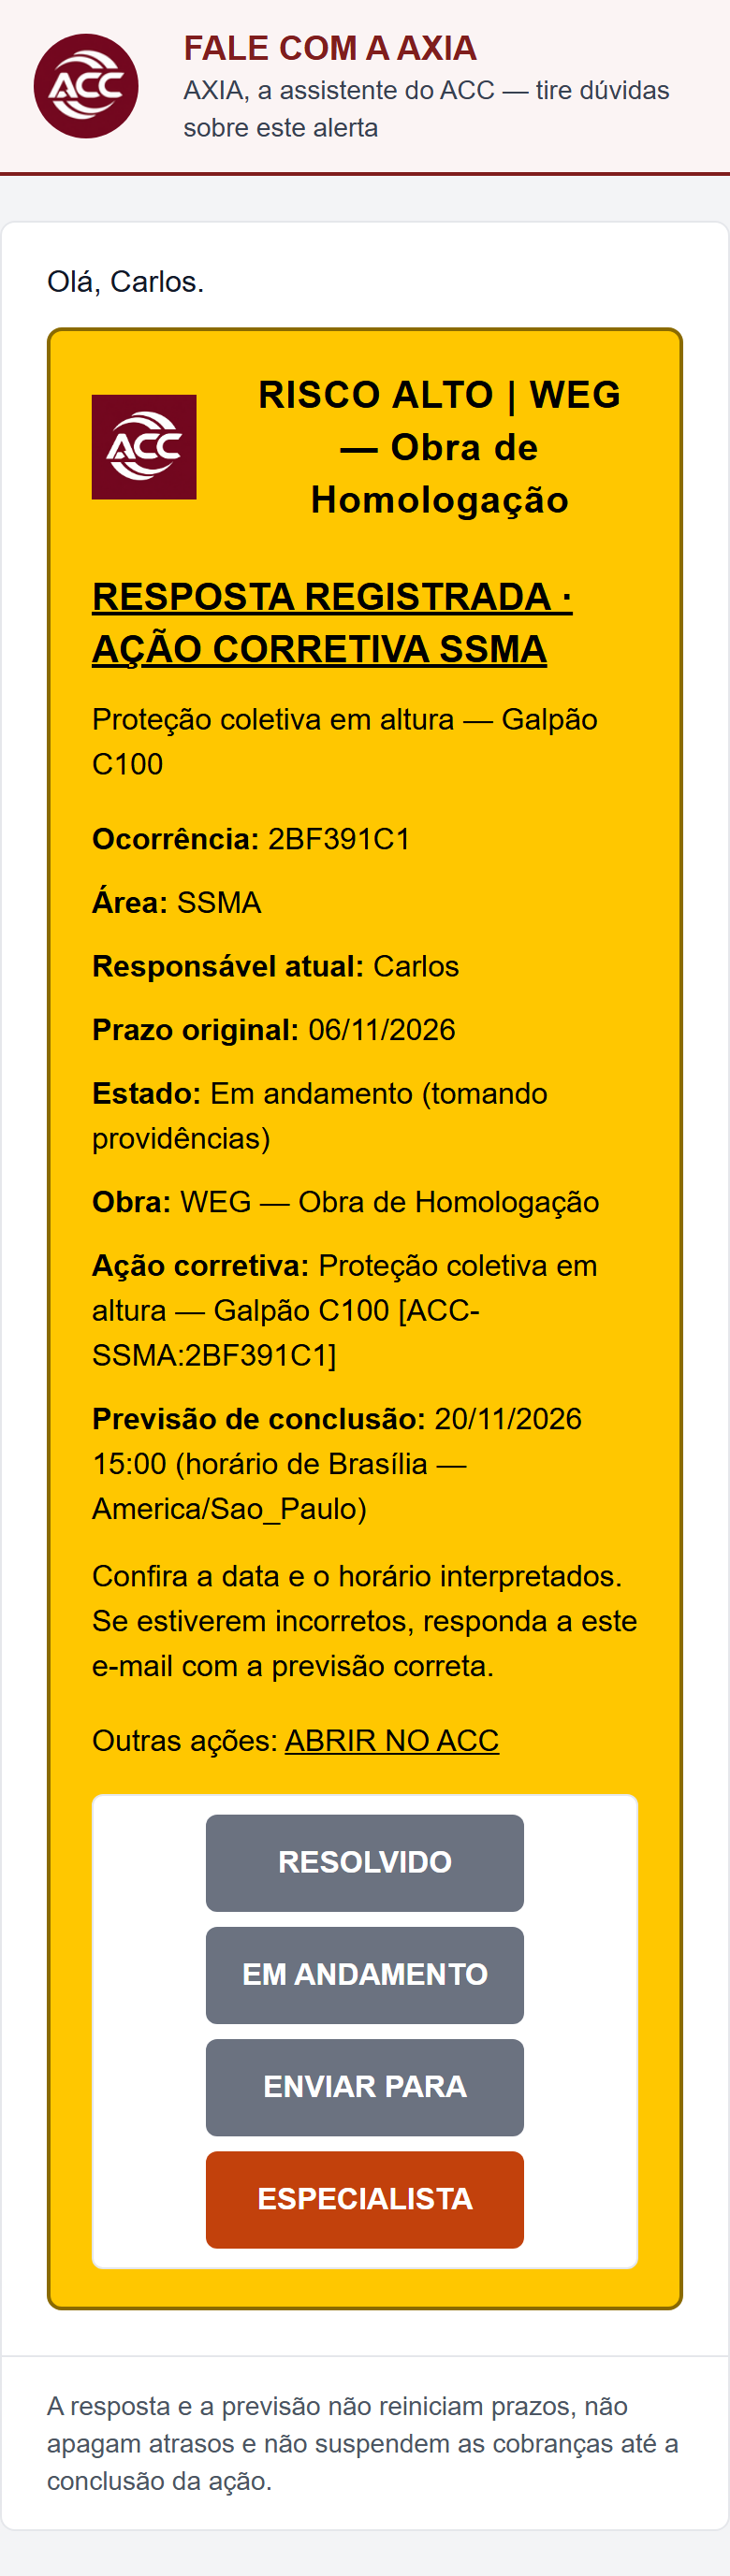 ACC
FALE COM A AXIA
AXIA, a assistente do ACC — tire dúvidas
sobre este alerta
Olá, Carlos.
ACC
RISCO ALTO | WEG
— Obra de
Homologação
RESPOSTA REGISTRADA ·
AÇÃO CORRETIVA SSMA
Proteção coletiva em altura — Galpão
C100
Ocorrência: 2BF391C1
Área: SSMA
Responsável atual: Carlos
Prazo original: 06/11/2026
Estado: Em andamento (tomando
providências)
Obra: WEG — Obra de Homologação
Ação corretiva: Proteção coletiva em
altura — Galpão C100 [ACC-
SSMA:2BF391C1]
Previsão de conclusão: 20/11/2026
15:00 (horário de Brasília —
America/Sao_Paulo)
Confira a data e o horário interpretados.
Se estiverem incorretos, responda a este
e-mail com a previsão correta.
Outras ações: ABRIR NO ACC
RESOLVIDO
EM ANDAMENTO
ENVIAR PARA
ESPECIALISTA
A resposta e a previsão não reiniciam prazos, não
apagam atrasos e não suspendem as cobranças até a
conclusão da ação.